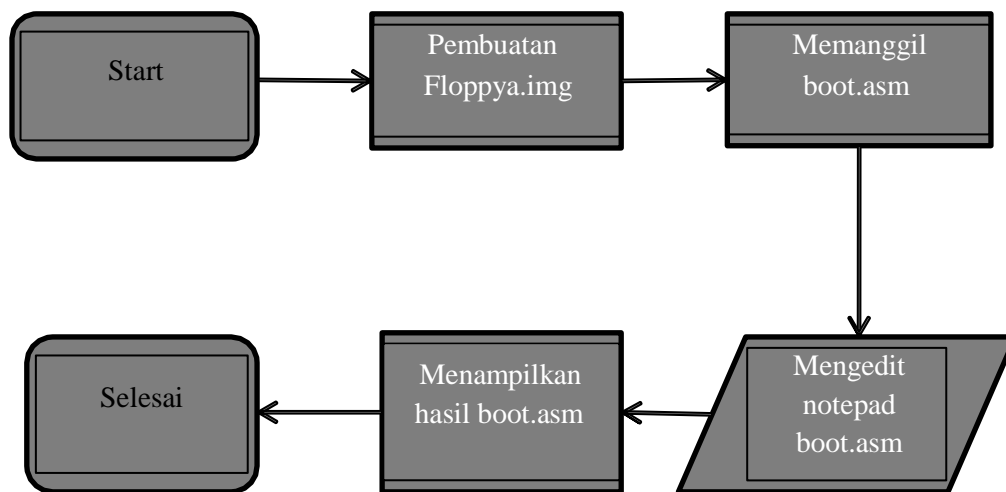 Start
Pembuatan
Floppya.img
Memanggil
boot.asm
Mengedit
notepad
boot.asm
Menampilkan
hasil boot.asm
Selesai